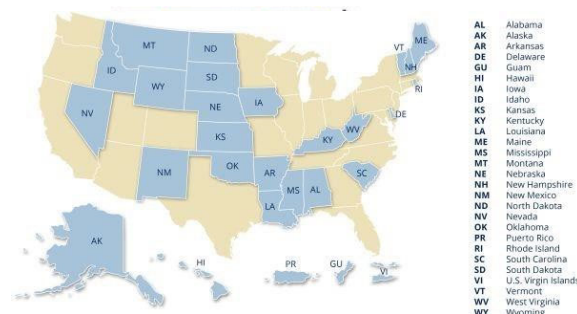 MT
ND
VT
ME
ID
NH
SD
WY
RI
NE
IA
NV
DE
KS
WV
KY
OK
NM
AR
SC
MS
AL
LA
AK
HI
PR
GU
VI
AL Alabama
AK Alaska
AR Arkansas
DE Delaware
GU Guam
HI Hawaii
IA Iowa
ID Idaho
KS Kansas
KY Kentucky
LA Louisiana
ME Maine
MS Mississippi
MT Montana
NE Nebraska
NH New Hampshire
NM New Mexico
ND North Dakota
NV Nevada
OK Oklahoma
PR Puerto Rico
RI Rhode Island
SC South Carolina
SD South Dakota
VI U.S. Virgin Islands
VT Vermont
WV West Virginia
WY Wyoming